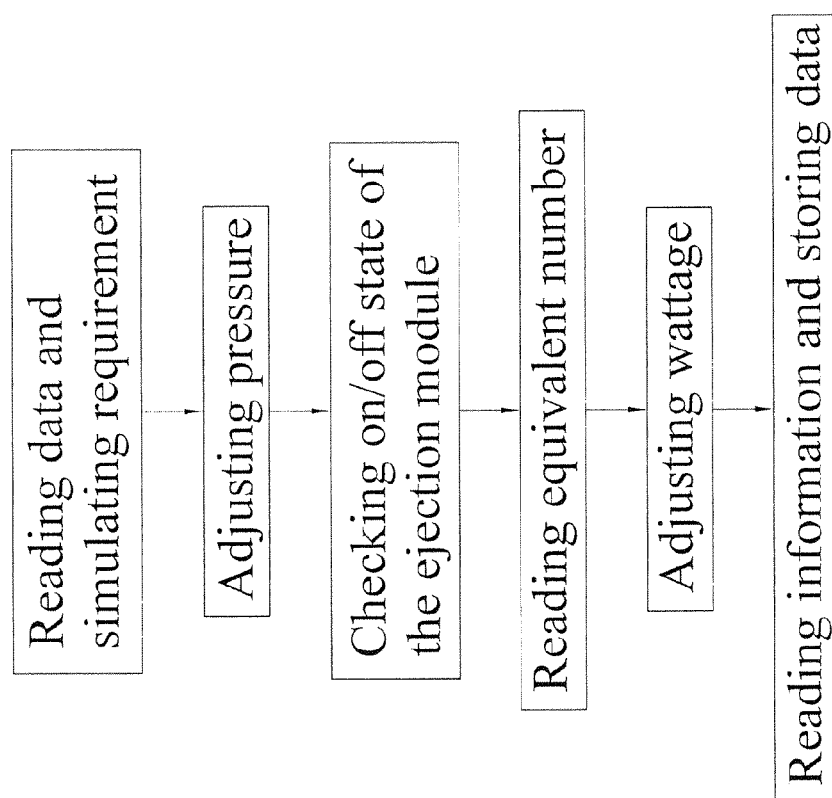 Reading data and
simulating requirement
Adjusting pressure
Checking on/off state of
the ejection module
Reading equivalent number
Adjusting wattage
Reading information and storing data